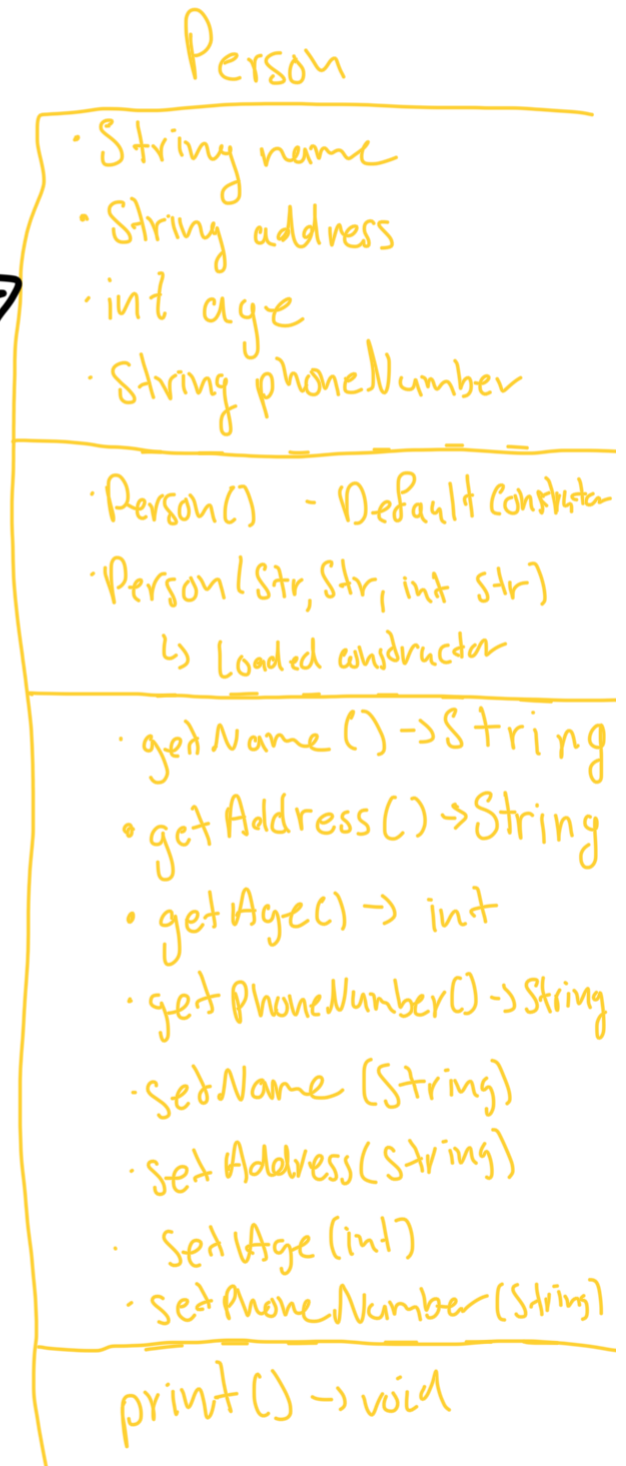 Person
· String name
· String address
· int age
· String phoneNumber
· Person() - Default Constructor
· Person(Str, Str, int str)
↳ Loaded constructor
· getName() -> String
• getAddress() -> String
• getAge() -> int
· getPhoneNumber() -> String
· setName (String)
· setAddress(String)
· setAge (int)
· setPhoneNumber (String)
print() -> void